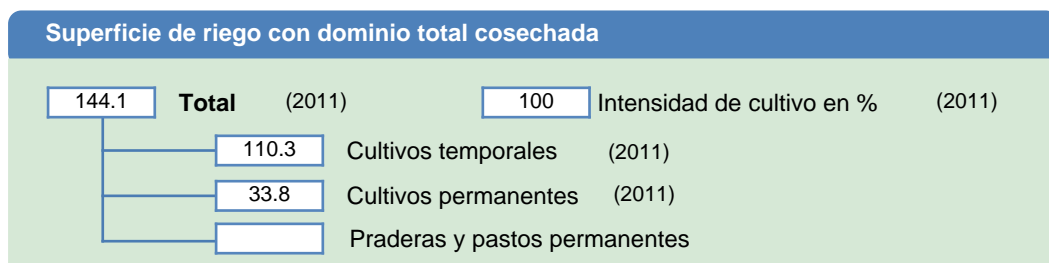 Superficie de riego con dominio total cosechada
144.1 Total (2011) 100 Intensidad de cultivo en % (2011)
110.3 Cultivos temporales (2011)
33.8 Cultivos permanentes (2011)
Praderas y pastos permanentes